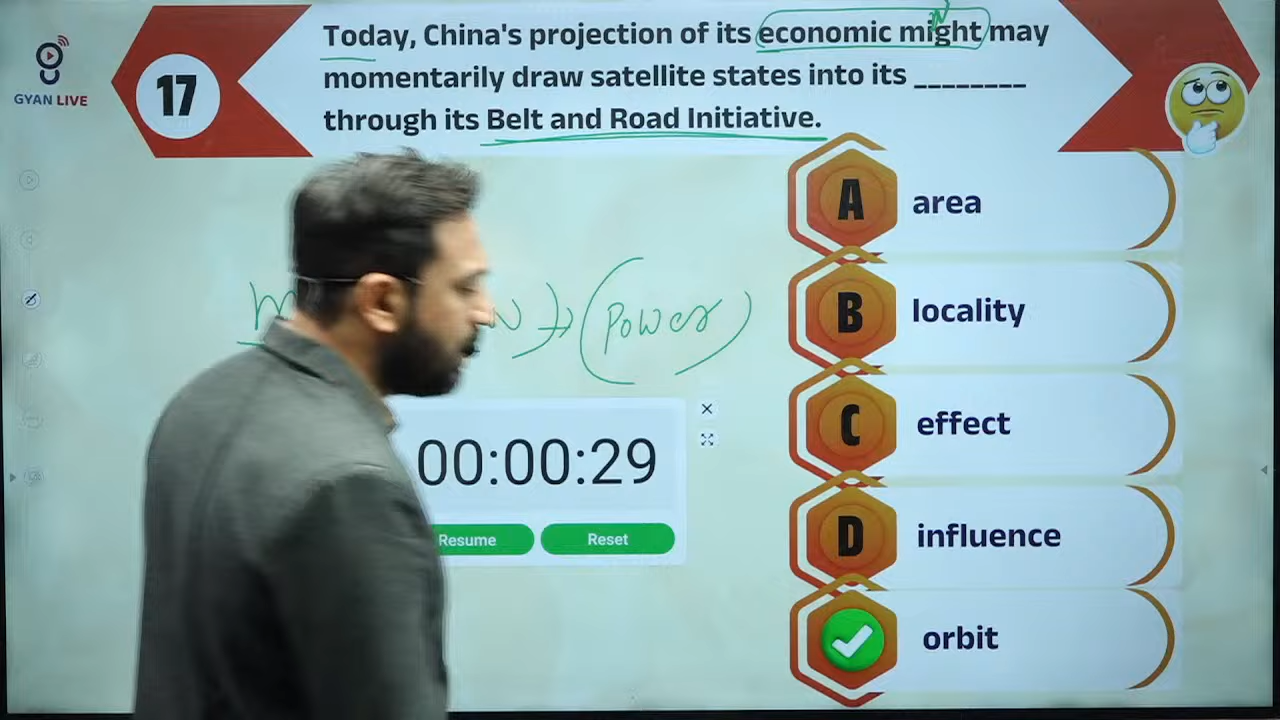 GYAN LIVE
17
Today, China's projection of its economic might may
momentarily draw satellite states into its ________
through its Belt and Road Initiative.
N
A area
B locality
(Power)
C effect
00:00:29
Resume
Reset
D influence
orbit